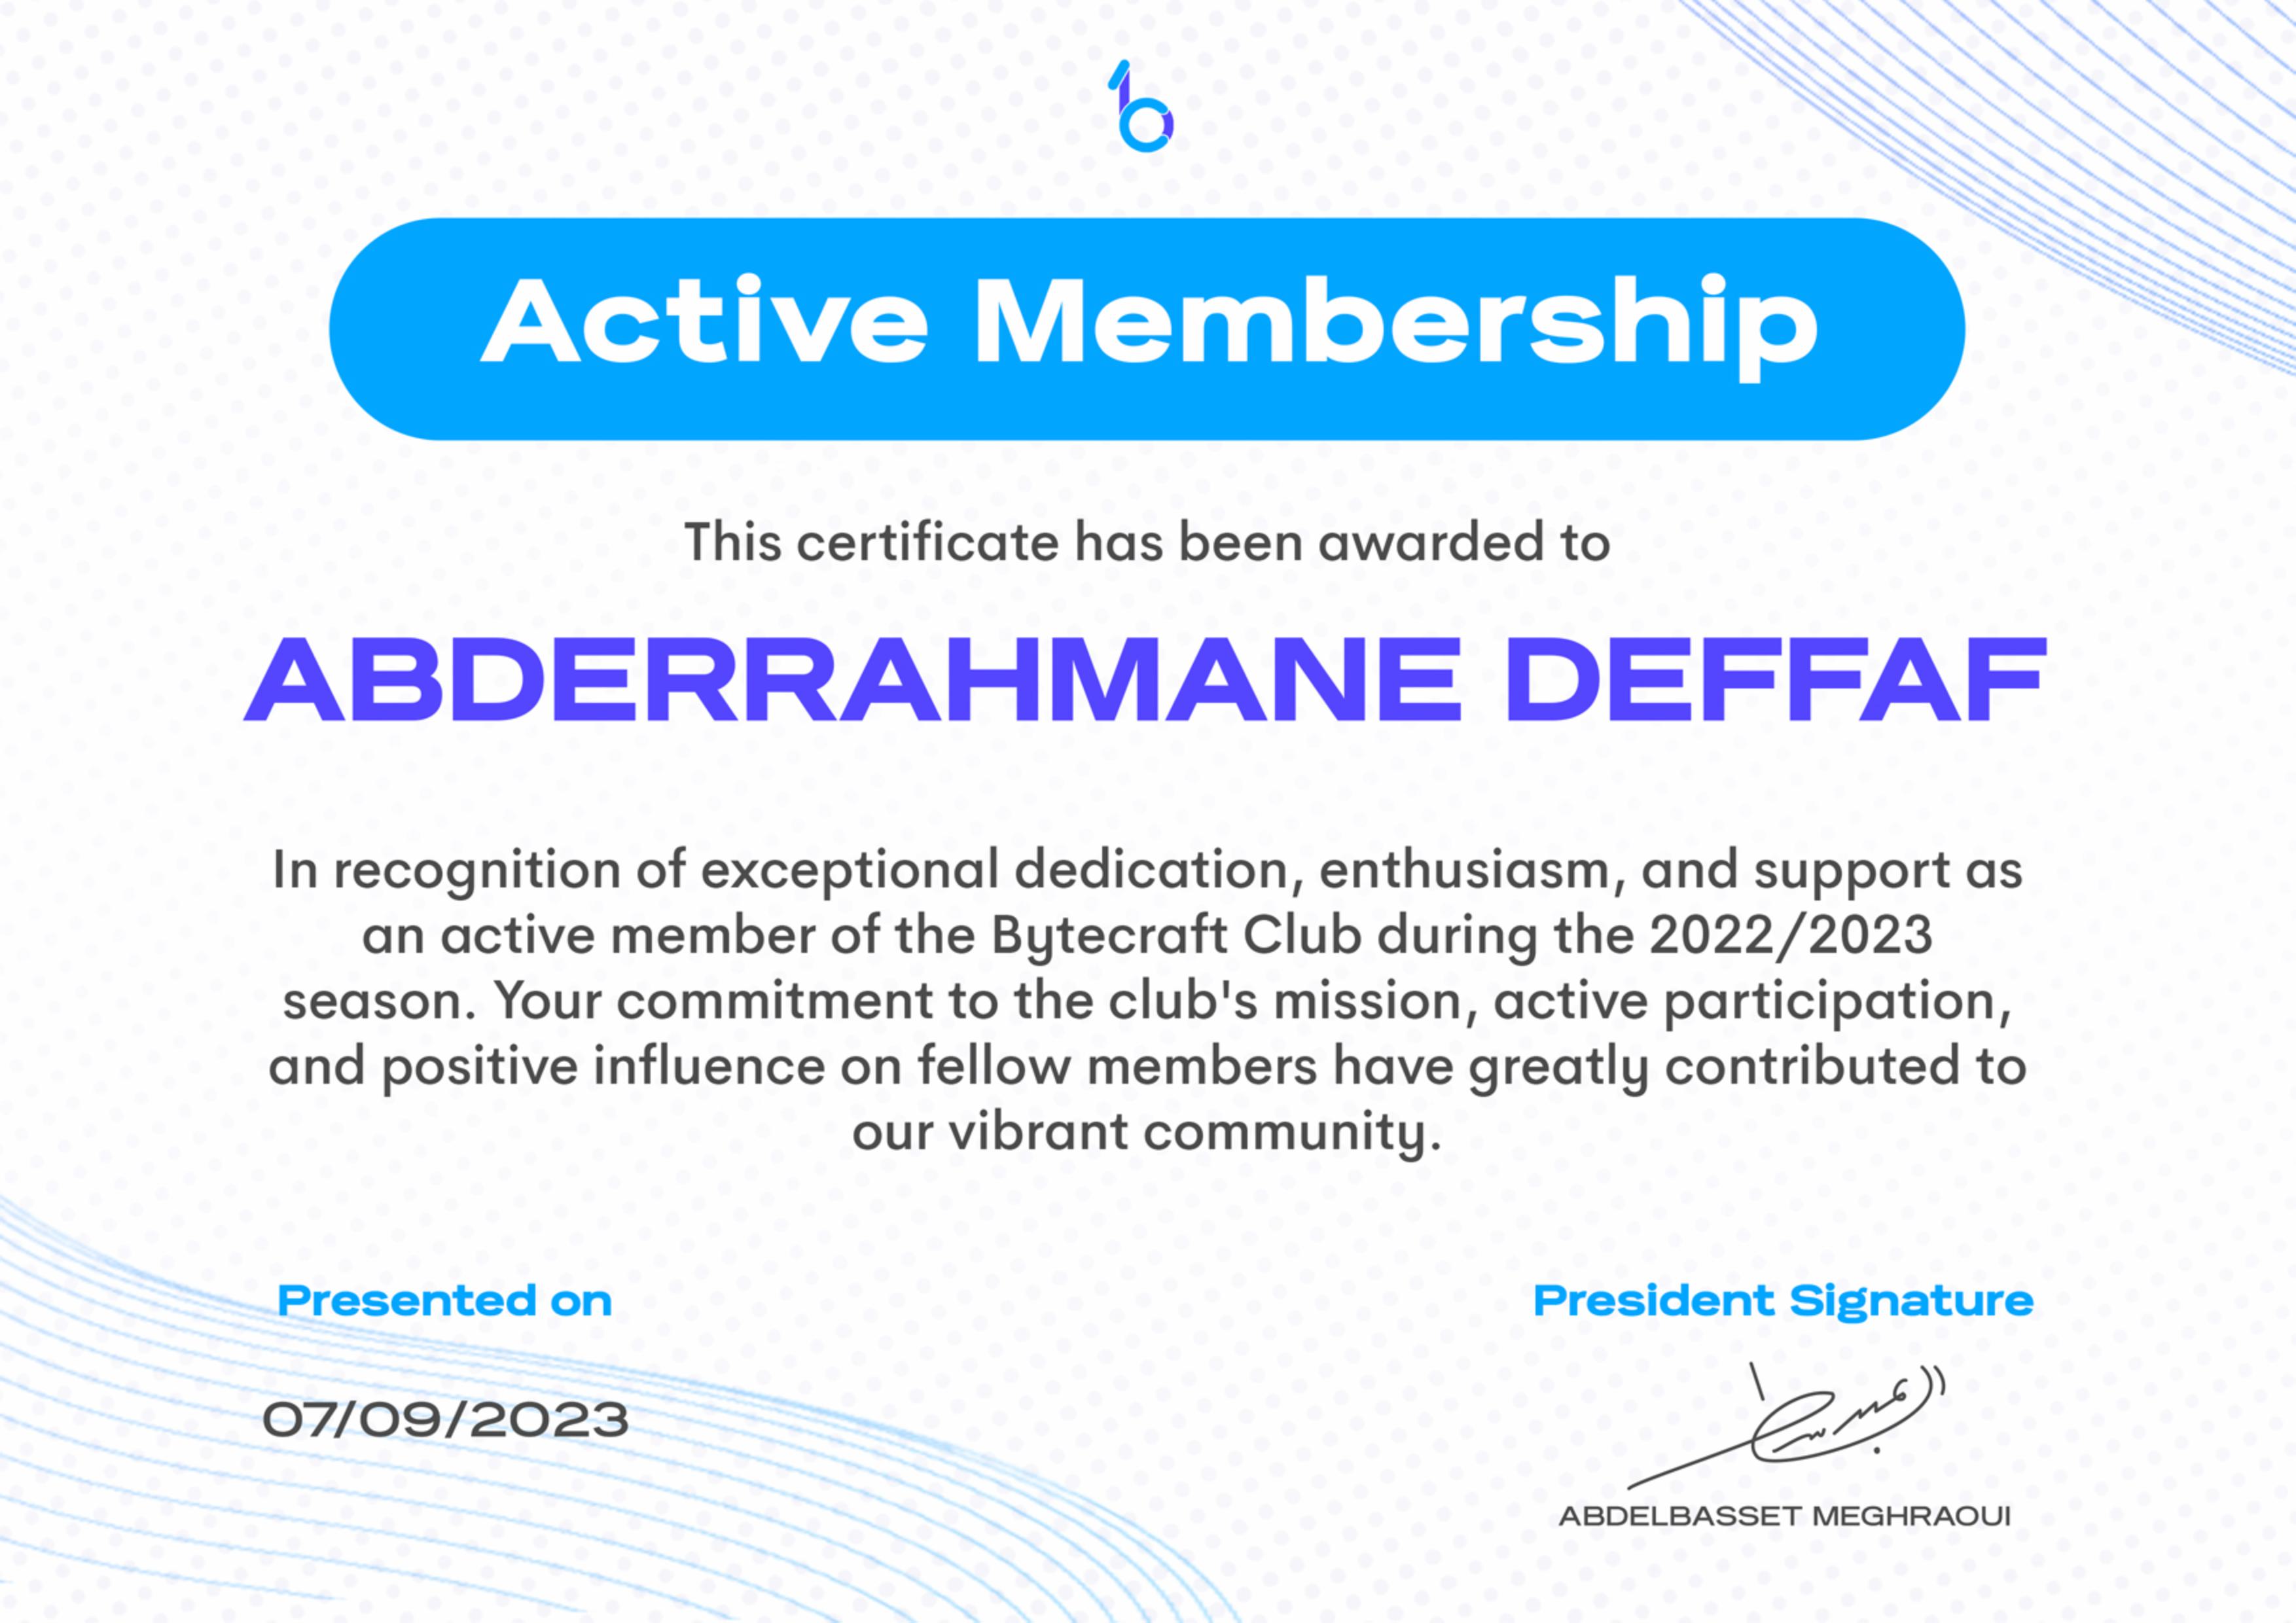 Active Membership
This certificate has been awarded to
ABDERRAHMANE DEFFAF
In recognition of exceptional dedication, enthusiasm, and support as
an active member of the Bytecraft Club during the 2022/2023
season. Your commitment to the club's mission, active participation,
and positive influence on fellow members have greatly contributed to
our vibrant community.
Presented on
07/09/2023
President Signature
ABDELBASSET MEGHRAOUI